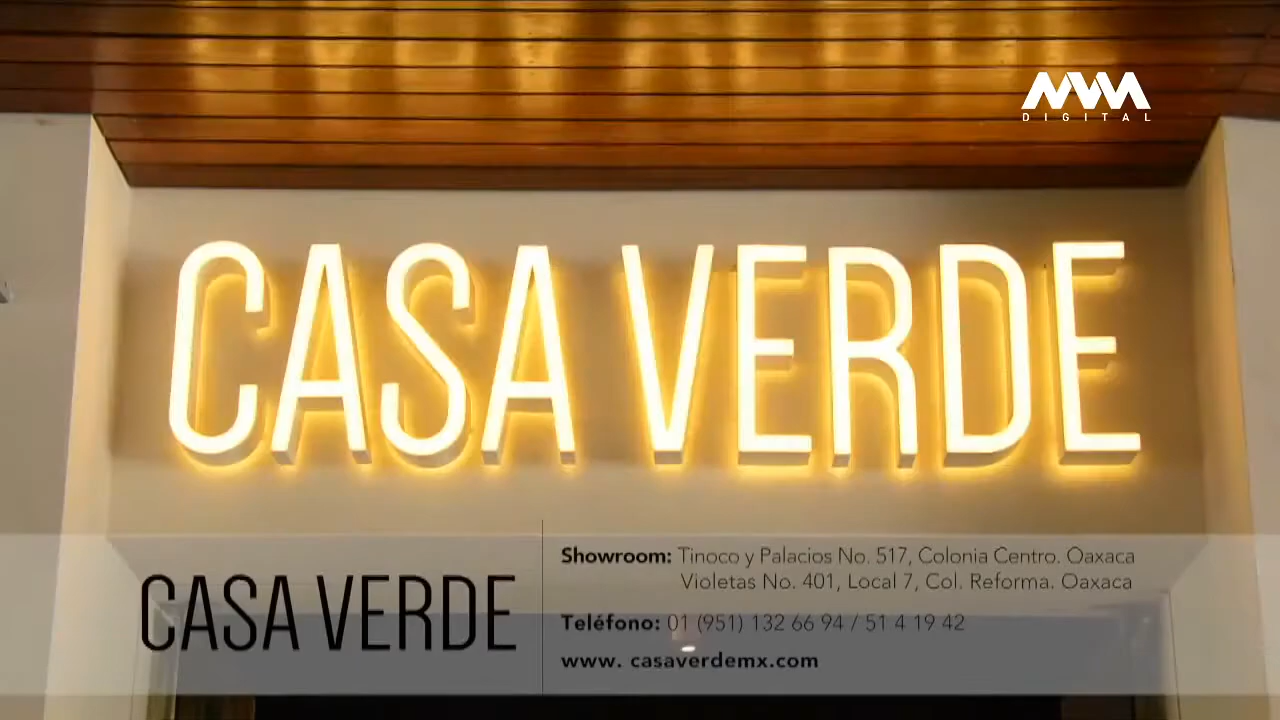 MVM
DIGITAL
CASA VERDE
CASA VERDE
Showroom: Tinoco y Palacios No. 517, Colonia Centro. Oaxaca
Violetas No. 401, Local 7, Col. Reforma. Oaxaca
Teléfono: 01 (951) 132 66 94 / 51 4 19 42
www. casaverdemx.com